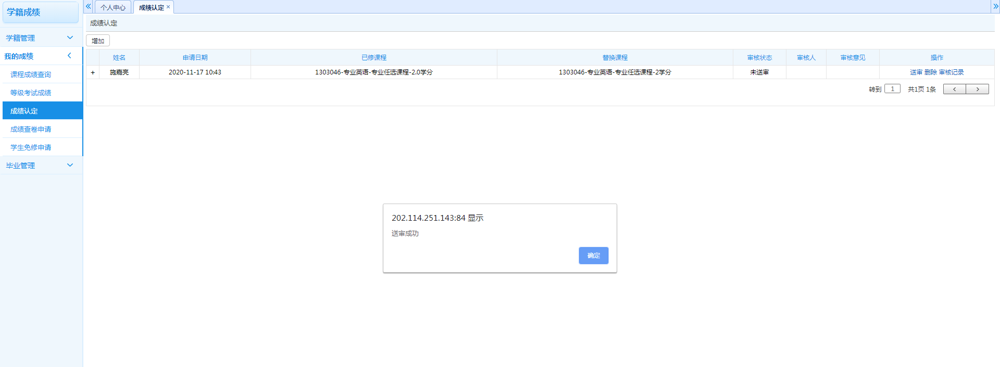 学籍成绩
学籍管理
我的成绩
课程成绩查询
等级考试成绩
成绩认定
成绩查卷申请
学生免修申请
毕业管理
个人中心 成绩认定 ×
成绩认定
增加
姓名 申请日期 已修课程 替换课程 审核状态 审核人 审核意见 操作
+ 施嘉亮 2020-11-17 10:43 1303046-专业英语-专业任选课程-2.0学分 1303046-专业英语-专业任选课程-2学分 未送审 送审 删除 审核记录
转到 1 共1页 1条
202.114.251.143:84 显示
送审成功
确定